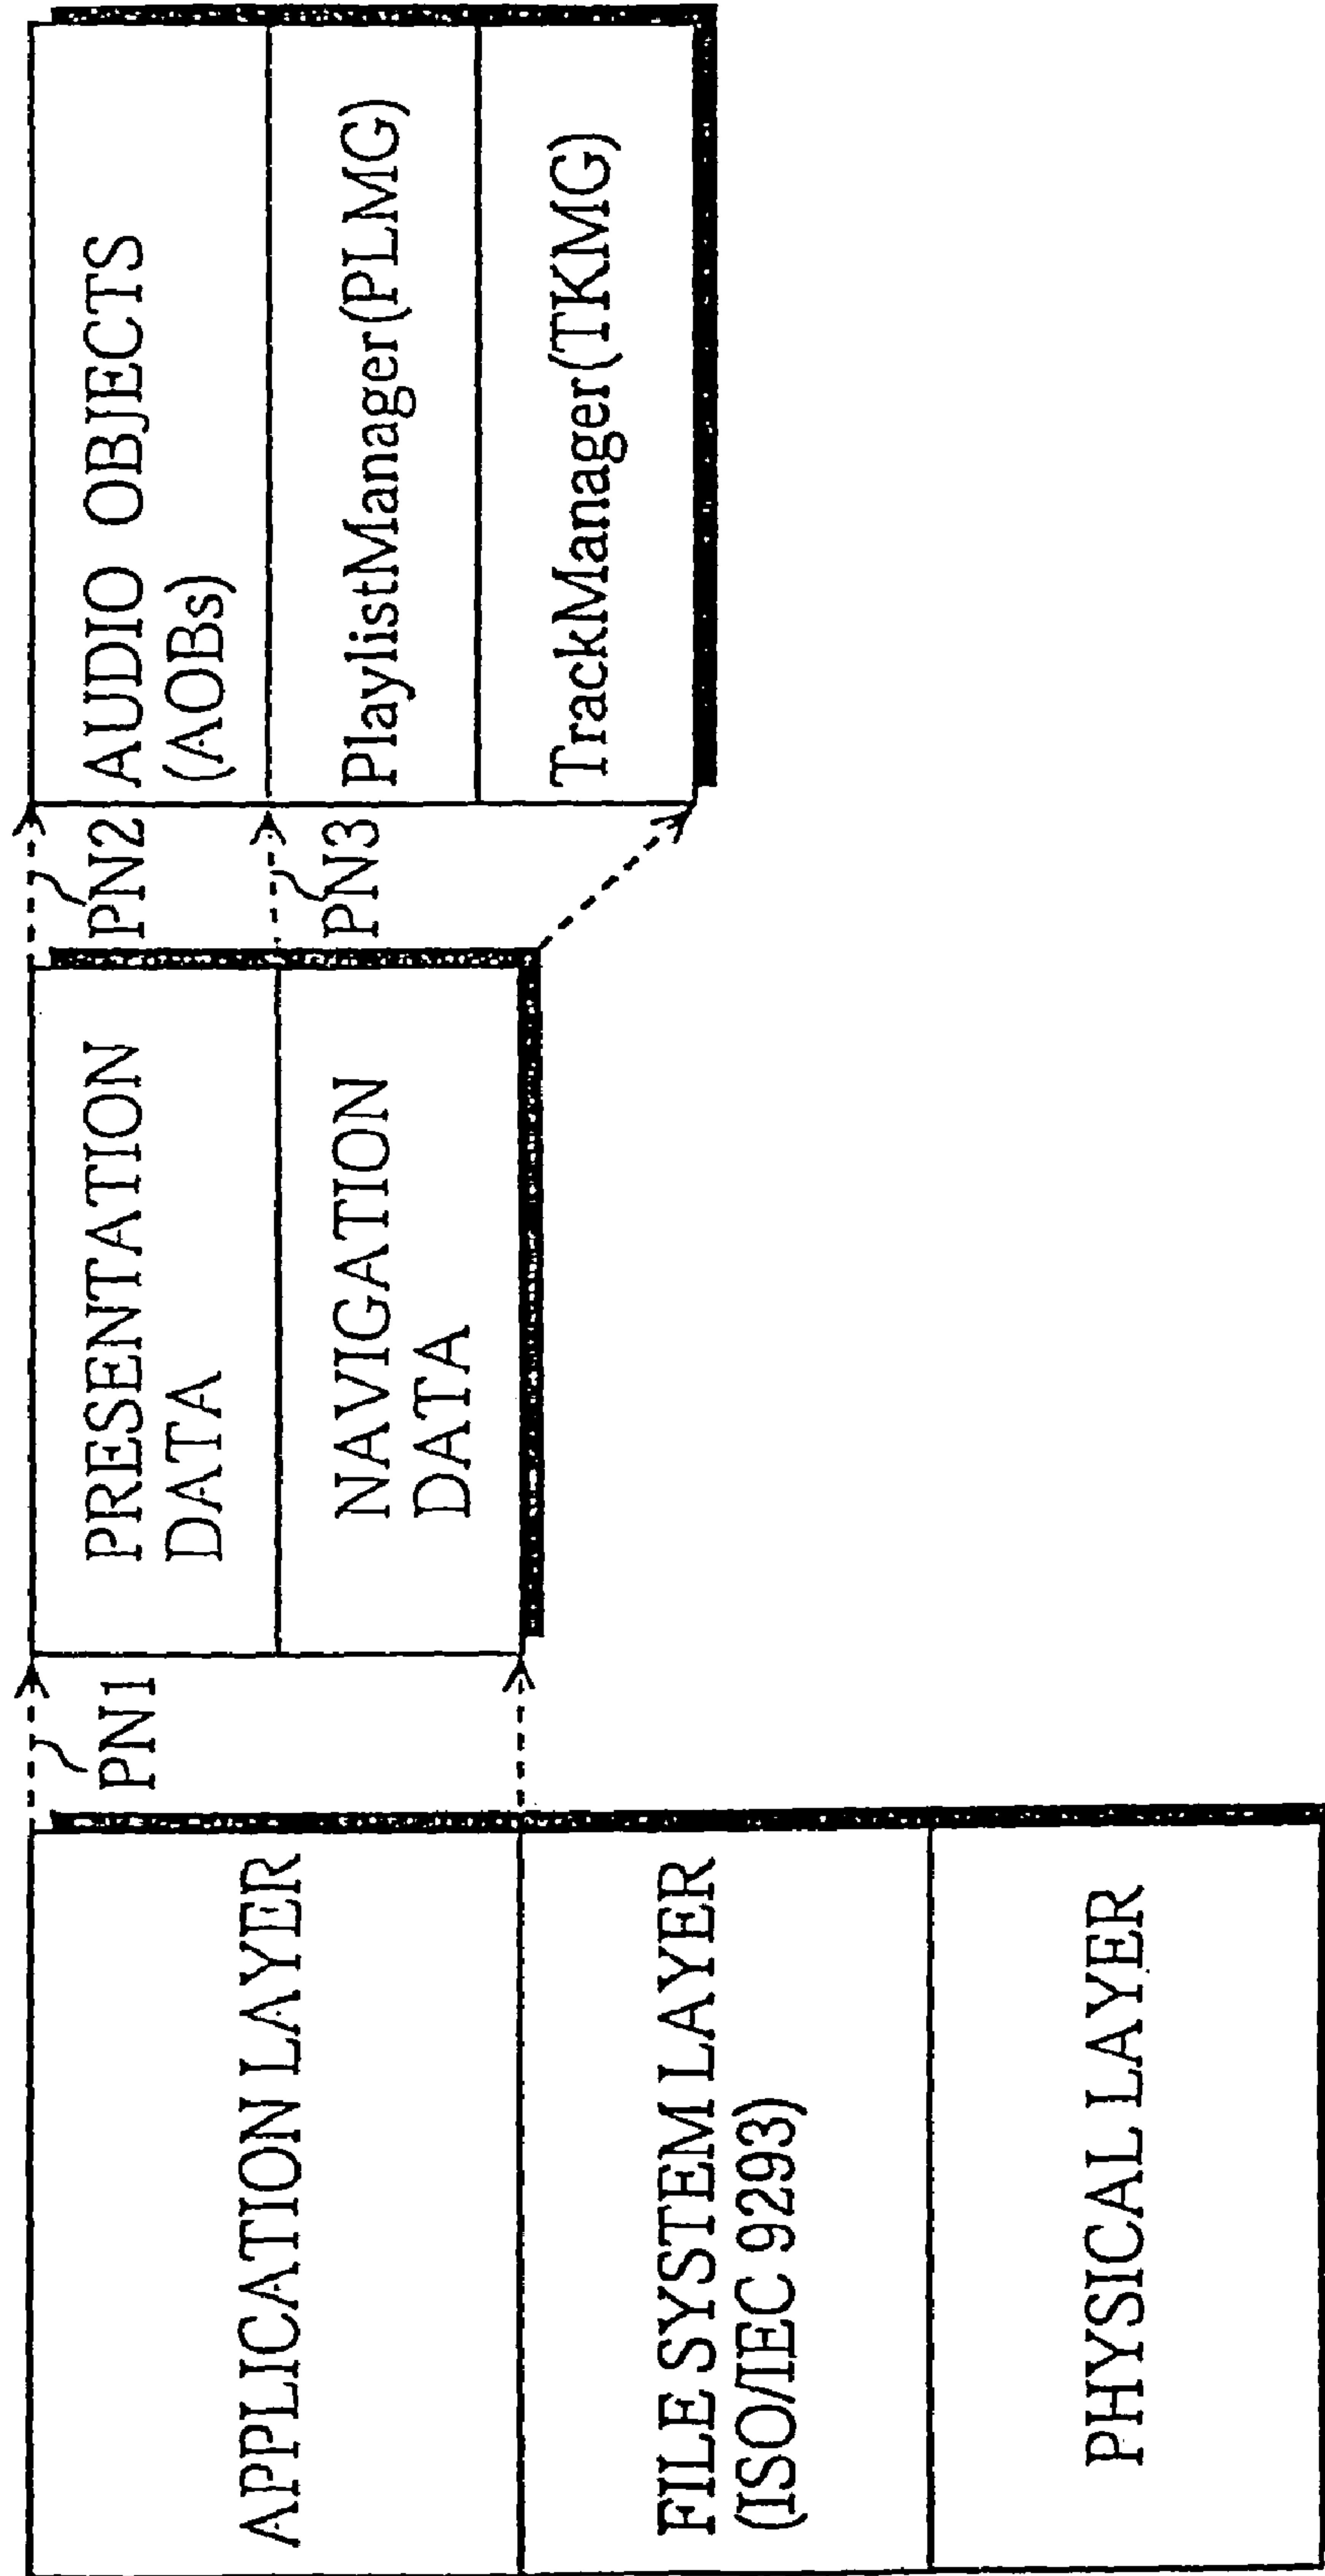 APPLICATION LAYER
FILE SYSTEM LAYER
(ISO/IEC 9293)
PHYSICAL LAYER
PN1
PRESENTATION
DATA
NAVIGATION
DATA
PN2
PN3
AUDIO OBJECTS
(AOBs)
PlaylistManager(PLMG)
TrackManager(TKMG)